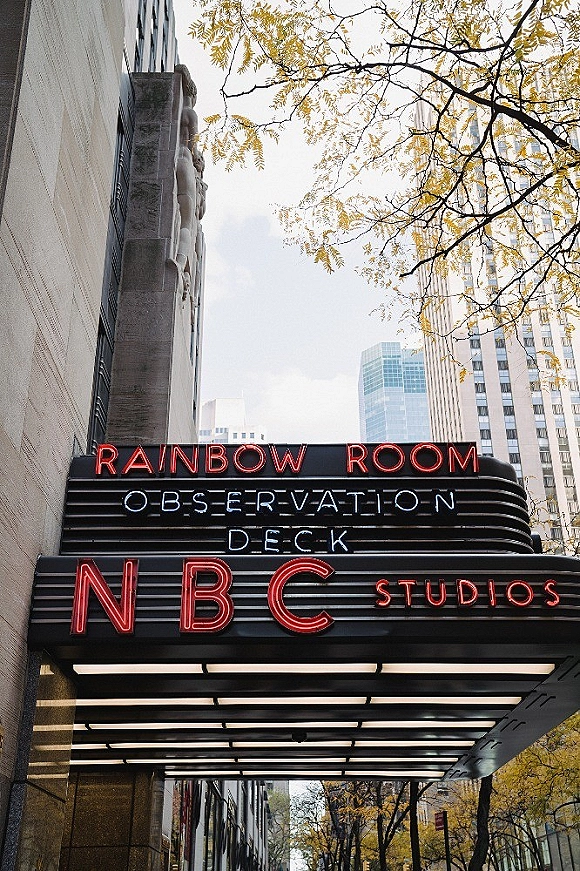 RAINBOW ROOM
OBSERVATION
DECK
NBC STUDIOS